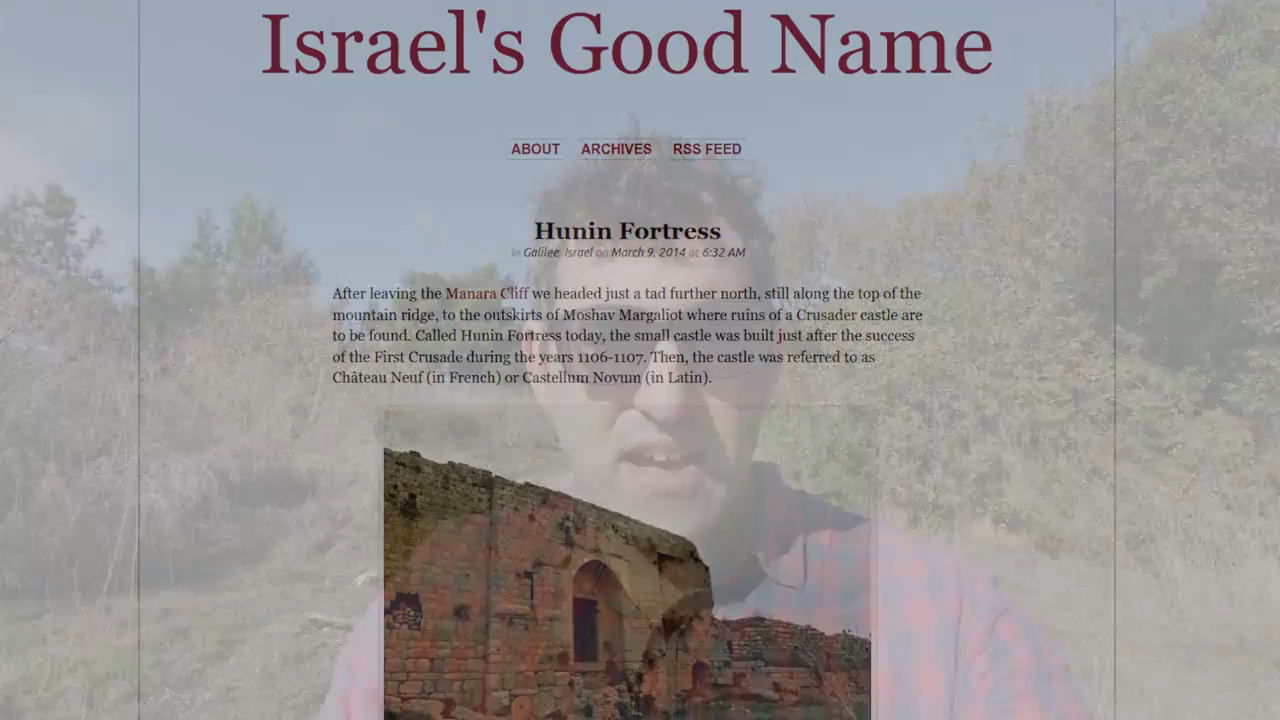 Israel's Good Name
ABOUT ARCHIVES RSS FEED
Hunin Fortress
in Galilee, Israel on March 9, 2014 at 6:32 AM
After leaving the Manara Cliff we headed just a tad further north, still along the top of the
mountain ridge, to the outskirts of Moshav Margaliot where ruins of a Crusader castle are
to be found. Called Hunin Fortress today, the small castle was built just after the success
of the First Crusade during the years 1106-1107. Then, the castle was referred to as
Château Neuf (in French) or Castellum Novum (in Latin).